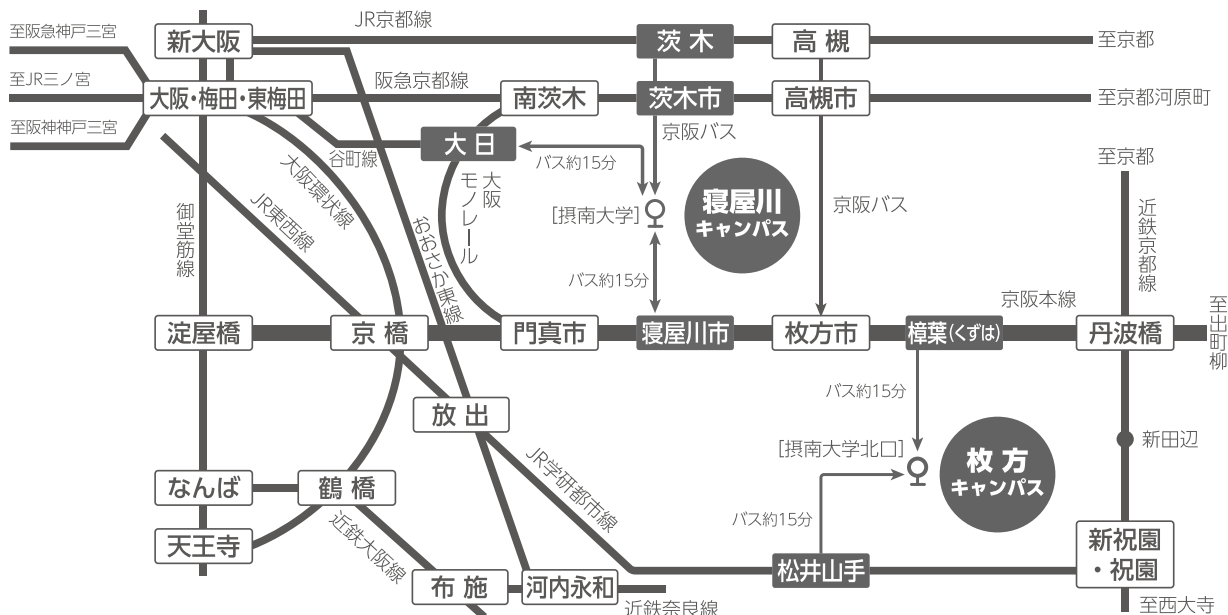 至阪急神戸三宮
JR京都線
新大阪
茨木
高槻
至京都
至JR三ノ宮
阪急京都線
大阪・梅田・東梅田
南茨木
茨木市
高槻市
至京都河原町
至阪神神戸三宮
谷町線
大日
京阪バス
バス約15分
至京都
大阪環状線
大阪
モノレール
JR東西線
御堂筋線
おおさか東線
[摂南大学]
寝屋川
キャンパス
京阪バス
近鉄京都線
バス約15分
京阪本線
淀屋橋
京橋
門真市
寝屋川市
枚方市
樟葉(くずは)
丹波橋
至出町柳
バス約15分
放出
[摂南大学北口]
枚方
キャンパス
新田辺
なんば
鶴橋
JR学研都市線
バス約15分
天王寺
近鉄大阪線
松井山手
新祝園
・祝園
布施
河内永和
近鉄奈良線
至西大寺